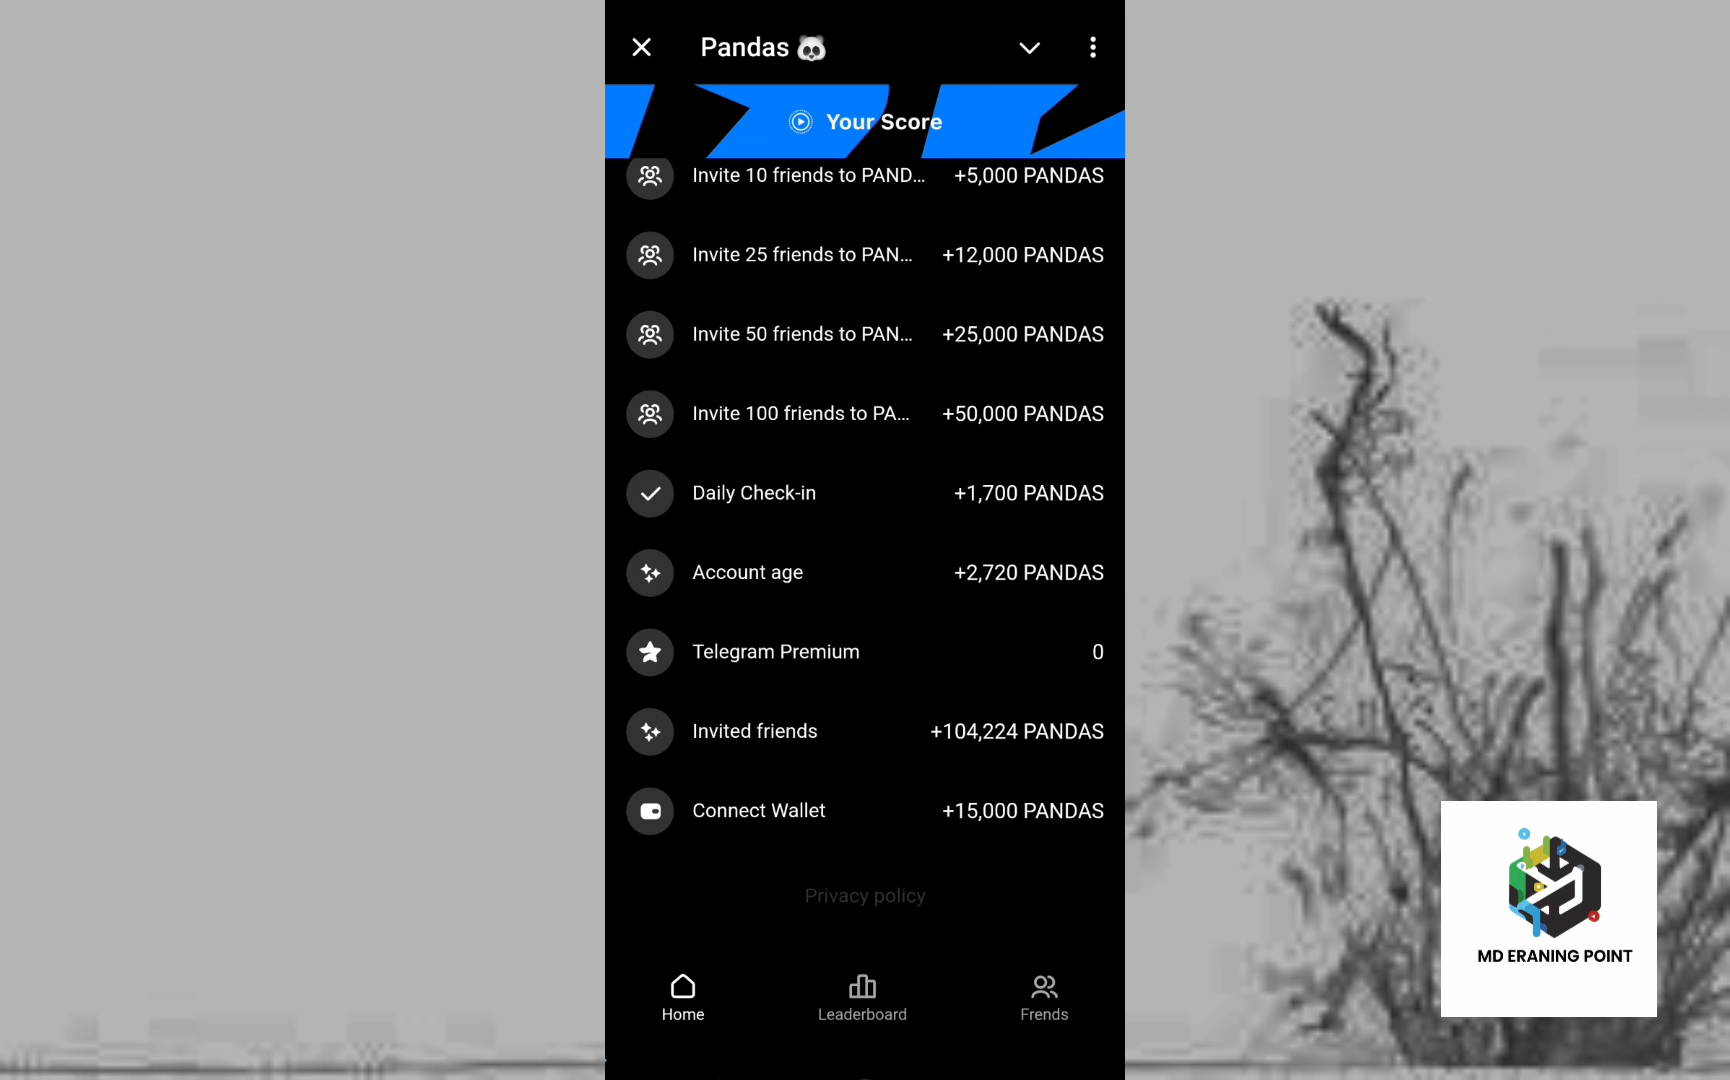 Pandas 🐼
Your Score
Invite 10 friends to PAND... +5,000 PANDAS
Invite 25 friends to PAN... +12,000 PANDAS
Invite 50 friends to PAN... +25,000 PANDAS
Invite 100 friends to PA... +50,000 PANDAS
Daily Check-in +1,700 PANDAS
Account age +2,720 PANDAS
Telegram Premium 0
Invited friends +104,224 PANDAS
Connect Wallet +15,000 PANDAS
Privacy policy
Home Leaderboard Frends
MD ERANING POINT